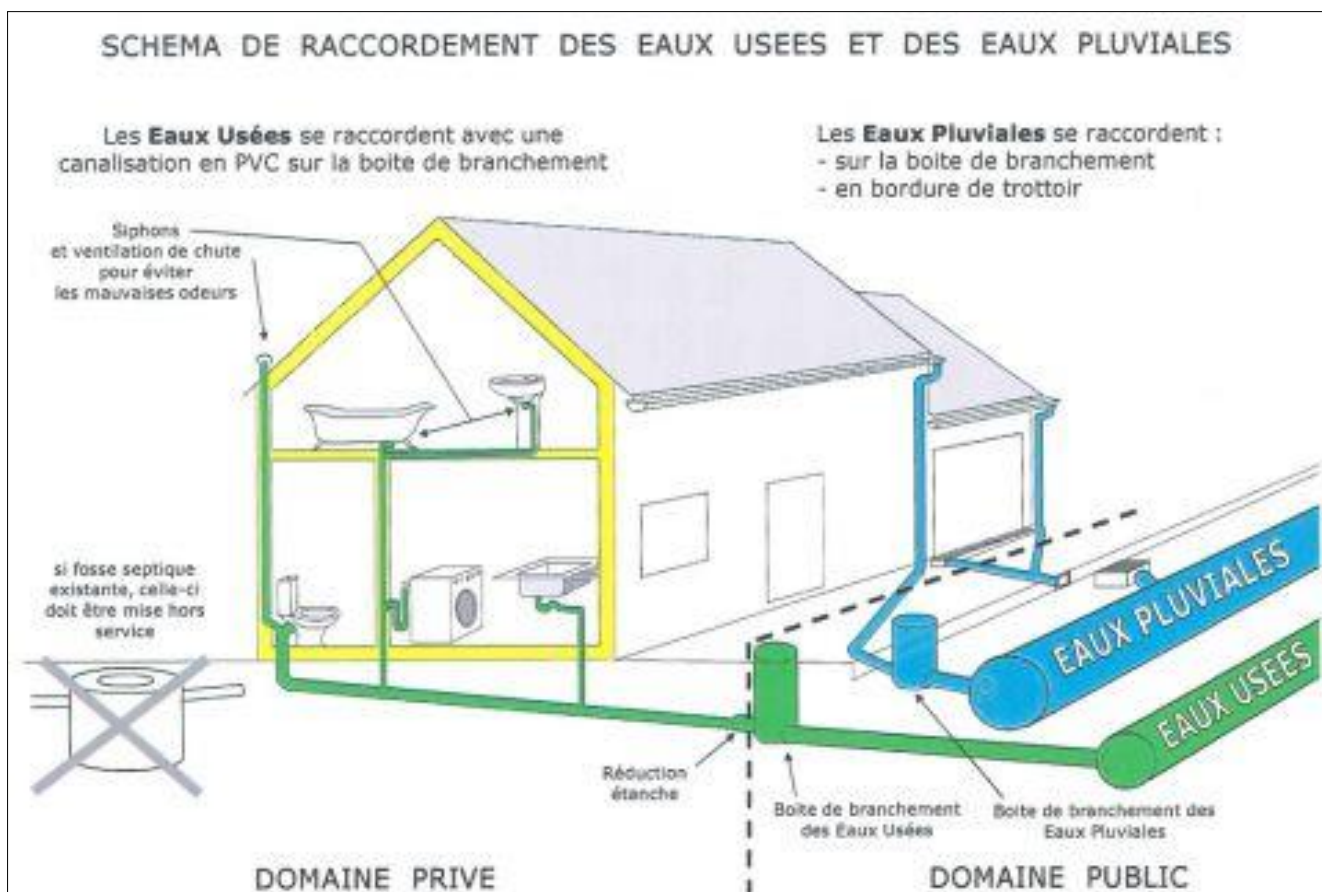 SCHEMA DE RACCORDEMENT DES EAUX USEES ET DES EAUX PLUVIALES
Les Eaux Usées se raccordent avec une
canalisation en PVC sur la boite de branchement
Les Eaux Pluviales se raccordent :
- sur la boite de branchement
- en bordure de trottoir
Siphons
et ventilation de chute
pour éviter
les mauvaises odeurs
si fosse septique
existante, celle-ci
doit être mise hors
service
EAUX PLUVIALES
EAUX USEES
Réduction
étanche
Boite de branchement
des Eaux Usées
Boite de branchement des
Eaux Pluviales
DOMAINE PRIVE
DOMAINE PUBLIC